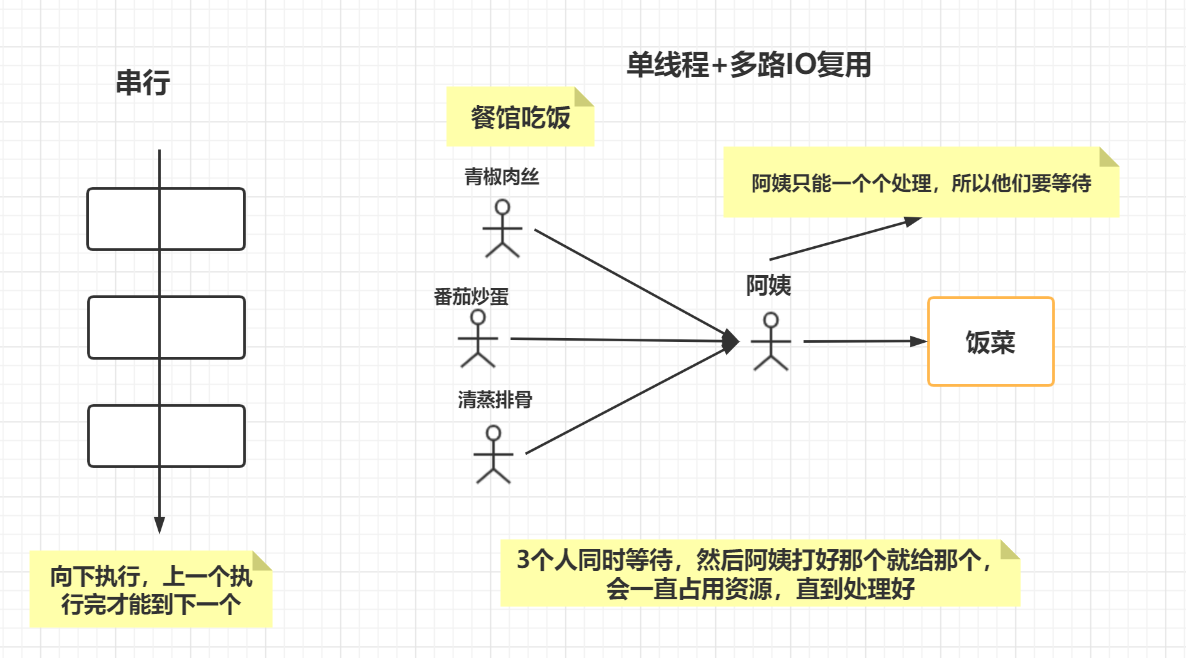 串行
向下执行，上一个执
行完才能到下一个
单线程+多路IO复用
餐馆吃饭
青椒肉丝
番茄炒蛋
清蒸排骨
阿姨只能一个个处理，所以他们要等待
阿姨
饭菜
3个人同时等待，然后阿姨打好那个就给那个，
会一直占用资源，直到处理好